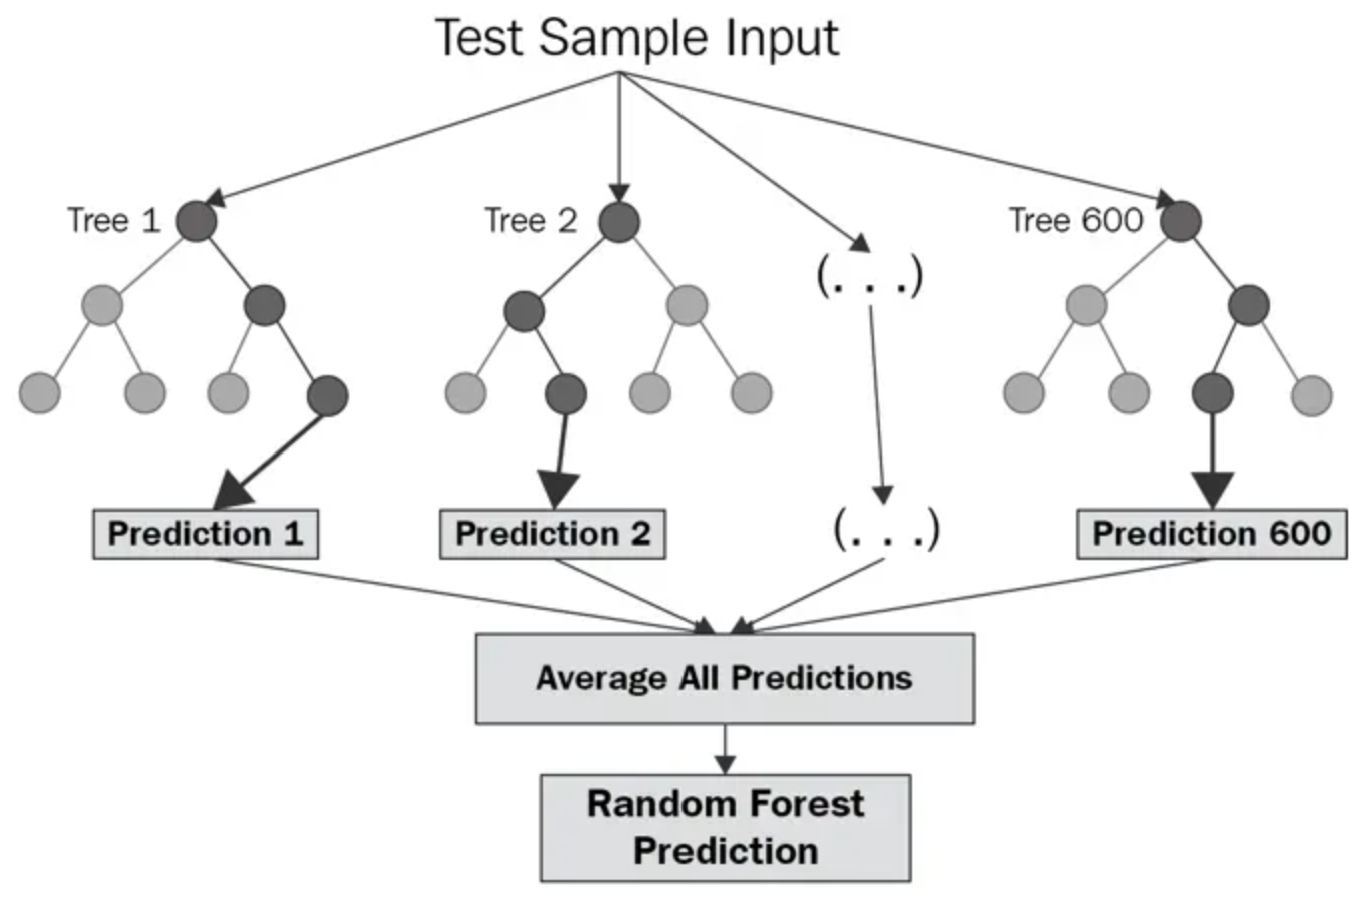 Test Sample Input
Tree 1
Tree 2
Tree 600
(. . .)
Prediction 1
Prediction 2
(. . .)
Prediction 600
Average All Predictions
Random Forest
Prediction